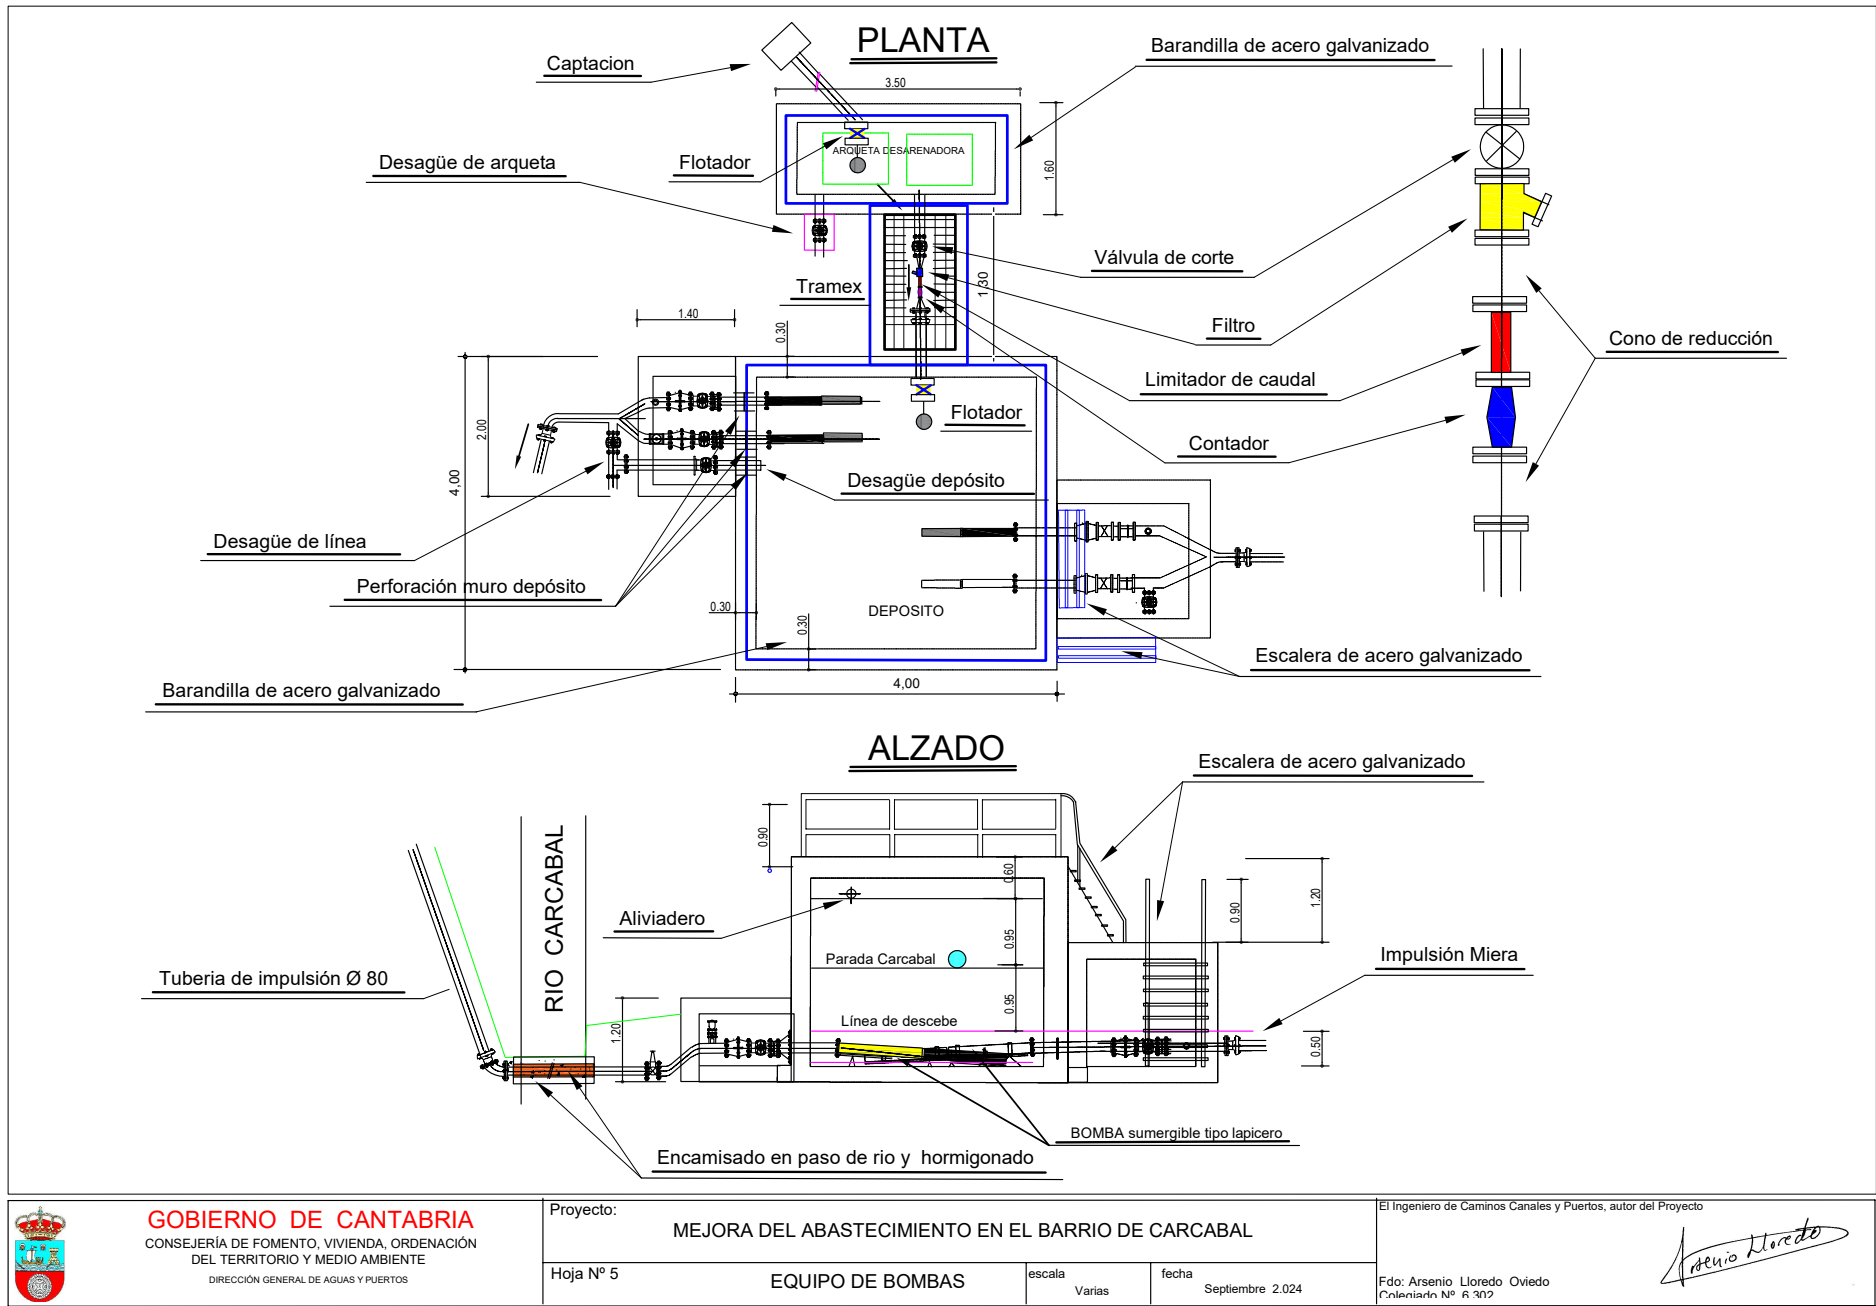 PLANTA
Captacion
Barandilla de acero galvanizado
3.50
Desagüe de arqueta
Flotador
ARQUETA DESARENADORA
1.60
Válvula de corte
Tramex
1.30
Filtro
Cono de reducción
1.40
0.30
Limitador de caudal
Flotador
Contador
2.00
4,00
Desagüe depósito
Desagüe de línea
Perforación muro depósito
0.30
DEPOSITO
0.30
Escalera de acero galvanizado
Barandilla de acero galvanizado
4,00
ALZADO
Escalera de acero galvanizado
RIO CARCABAL
0.90
0.60
Aliviadero
0.90
1.20
0.95
Parada Carcabal
Impulsión Miera
Tuberia de impulsión Ø 80
0.95
Línea de descebe
1.20
0.50
BOMBA sumergible tipo lapicero
Encamisado en paso de rio y hormigonado
GOBIERNO DE CANTABRIA
CONSEJERÍA DE FOMENTO, VIVIENDA, ORDENACIÓN
DEL TERRITORIO Y MEDIO AMBIENTE
DIRECCIÓN GENERAL DE AGUAS Y PUERTOS
Proyecto:
MEJORA DEL ABASTECIMIENTO EN EL BARRIO DE CARCABAL
Hoja Nº 5
EQUIPO DE BOMBAS
escala
Varias
fecha
Septiembre 2.024
El Ingeniero de Caminos Canales y Puertos, autor del Proyecto
Arsenio Lloredo
Fdo: Arsenio Lloredo Oviedo
Colegiado Nº 6.302